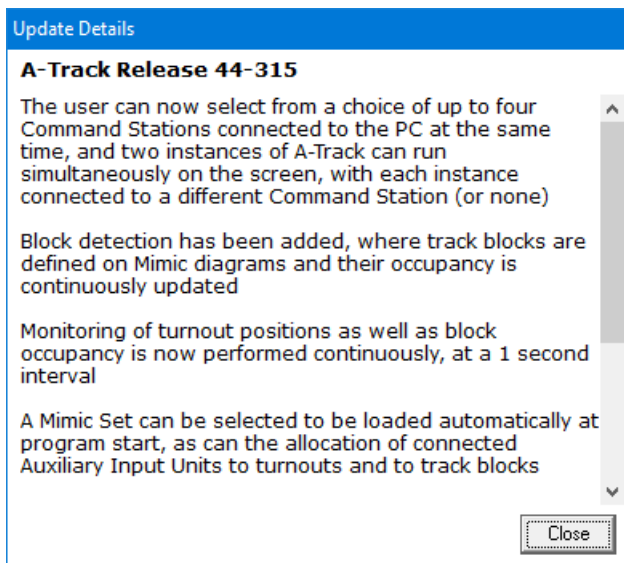 Update Details
A-Track Release 44-315
The user can now select from a choice of up to four
Command Stations connected to the PC at the same
time, and two instances of A-Track can run
simultaneously on the screen, with each instance
connected to a different Command Station (or none)
Block detection has been added, where track blocks are
defined on Mimic diagrams and their occupancy is
continuously updated
Monitoring of turnout positions as well as block
occupancy is now performed continuously, at a 1 second
interval
A Mimic Set can be selected to be loaded automatically at
program start, as can the allocation of connected
Auxiliary Input Units to turnouts and to track blocks
Close